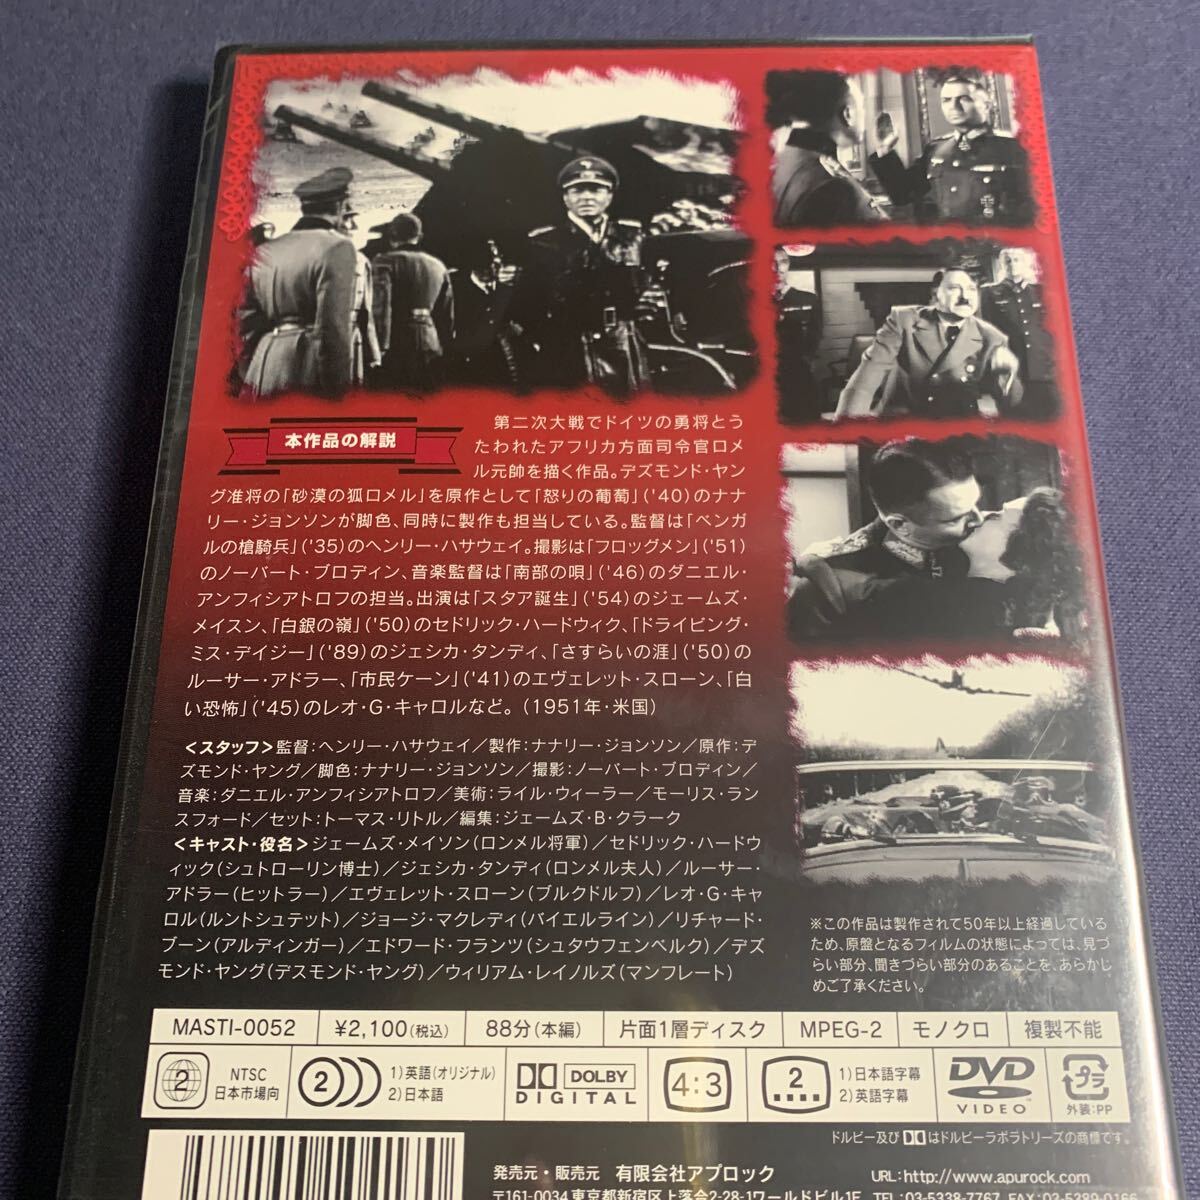 本作品の解説
第二次大戦でドイツの勇将とう
たわれたアフリカ方面司令官ロメ
ル元帥を描く作品。デズモンド・ヤン
グ准将の「砂漠の狐ロメル」を原作として「怒りの葡萄」('40)のナナ
リー・ジョンソンが脚色、同時に製作も担当している。監督は「ベンガ
ルの槍騎兵」('35)のヘンリー・ハサウェイ。撮影は「フロッグメン」('51)
のノーバート・ブロディン、音楽監督は「南部の唄」('46)のダニエル・
アンフィシアトロフの担当。出演は「スタア誕生」('54)のジェームズ・
メイスン、「白銀の嶺」('50)のセドリック・ハードウィク、「ドライビング・
ミス・デイジー」('89)のジェシカ・タンディ、「さすらいの涯」('50)の
ルーサー・アドラー、「市民ケーン」('41)のエヴェレット・スローン、「白
い恐怖」('45)のレオ・G・キャロルなど。(1951年・米国)
<スタッフ>監督:ヘンリー・ハサウェイ/製作:ナナリー・ジョンソン/原作:デ
ズモンド・ヤング/脚色:ナナリー・ジョンソン/撮影:ノーバート・ブロディン/
音楽:ダニエル・アンフィシアトロフ/美術:ライル・ウィーラー/モーリス・ラン
スフォード/セット:トーマス・リトル/編集:ジェームズ・B・クラーク
<キャスト・役名>ジェームズ・メイソン(ロンメル将軍)/セドリック・ハードウ
ィック(シュトローリン博士)/ジェシカ・タンディ(ロンメル夫人)/ルーサー・
アドラー(ヒットラー)/エヴェレット・スローン(ブルクドルフ)/レオ・G・キャ
ロル(ルントシュテット)/ジョージ・マクレディ(バイエルライン)/リチャード・
ブーン(アルディンガー)/エドワード・フランツ(シュタウフェンベルク)/デズ
モンド・ヤング(デスモンド・ヤング)/ウィリアム・レイノルズ(マンフレート)
※この作品は製作されて50年以上経過している
ため、原盤となるフィルムの状態によっては、見づ
らい部分、聞きづらい部分のあることを、あらかじ
めご了承ください。
MASTI-0052 ¥2,100(税込) 88分(本編) 片面1層ディスク MPEG-2 モノクロ 複製不能
2 NTSC 日本市場向
2 1)英語(オリジナル) 2)日本語
DOLBY DIGITAL
4:3
2 1)日本語字幕 2)英語字幕
DVD VIDEO
プラ 外装:PP
ドルビー及びはドルビーラボラトリーズの商標です。
発売元・販売元 有限会社アプロック URL:http://www.apurock.com/
〒161-0034 東京都新宿区上落合2-28-1ワールドビル1F TEL:03-5338-7767